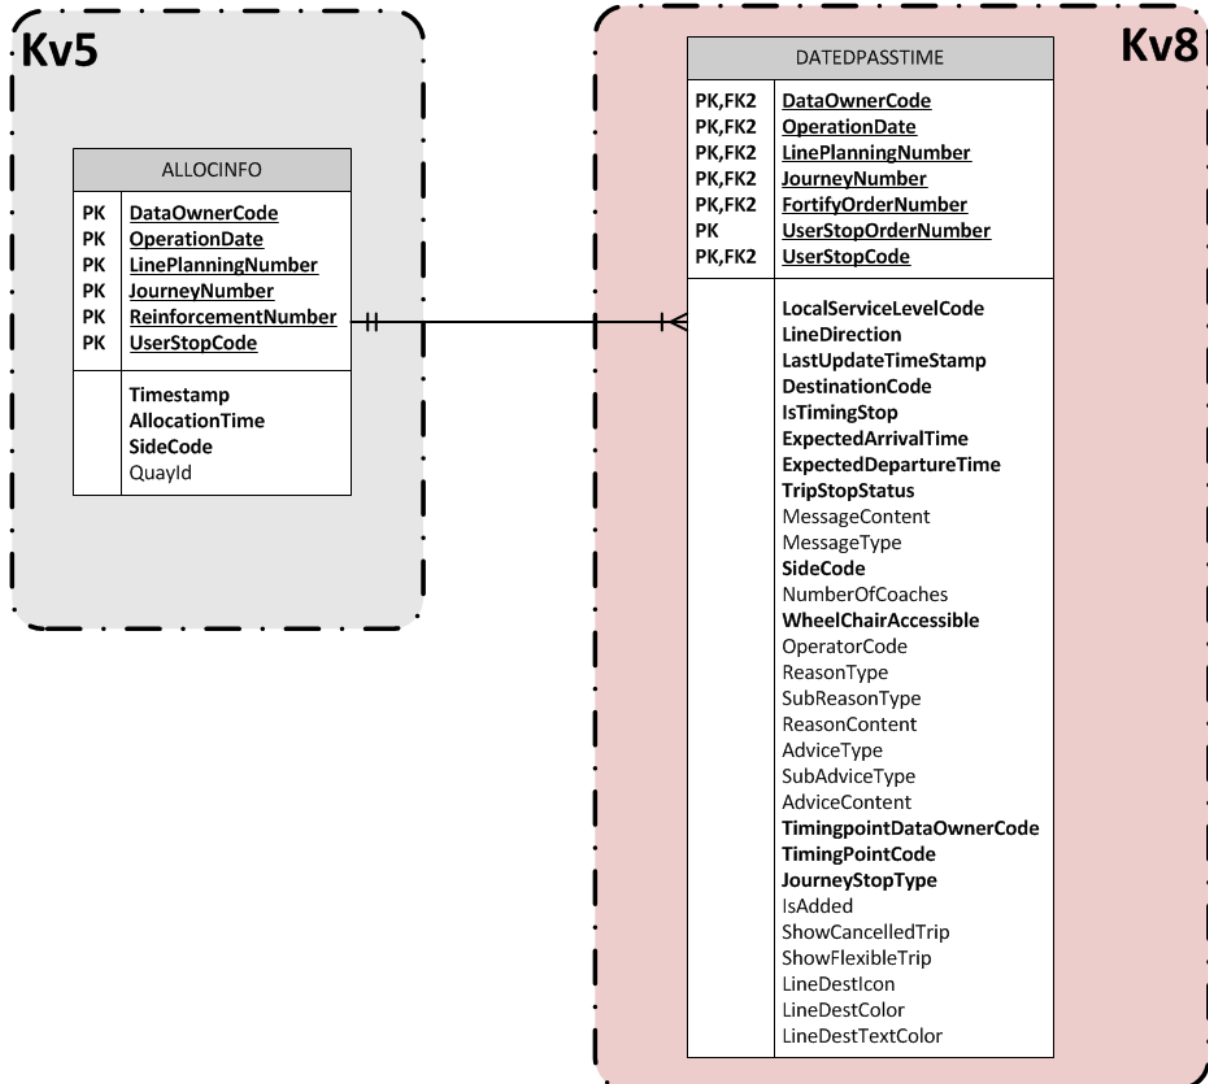 Kv5
ALLOCINFO
PK DataOwnerCode
PK OperationDate
PK LinePlanningNumber
PK JourneyNumber
PK ReinforcementNumber
PK UserStopCode
Timestamp
AllocationTime
SideCode
QuayId
Kv8
DATEDPASSTIME
PK,FK2 DataOwnerCode
PK,FK2 OperationDate
PK,FK2 LinePlanningNumber
PK,FK2 JourneyNumber
PK,FK2 FortifyOrderNumber
PK UserStopOrderNumber
PK,FK2 UserStopCode
LocalServiceLevelCode
LineDirection
LastUpdateTimeStamp
DestinationCode
IsTimingStop
ExpectedArrivalTime
ExpectedDepartureTime
TripStopStatus
MessageContent
MessageType
SideCode
NumberOfCoaches
WheelChairAccessible
OperatorCode
ReasonType
SubReasonType
ReasonContent
AdviceType
SubAdviceType
AdviceContent
TimingpointDataOwnerCode
TimingPointCode
JourneyStopType
IsAdded
ShowCancelledTrip
ShowFlexibleTrip
LineDestIcon
LineDestColor
LineDestTextColor